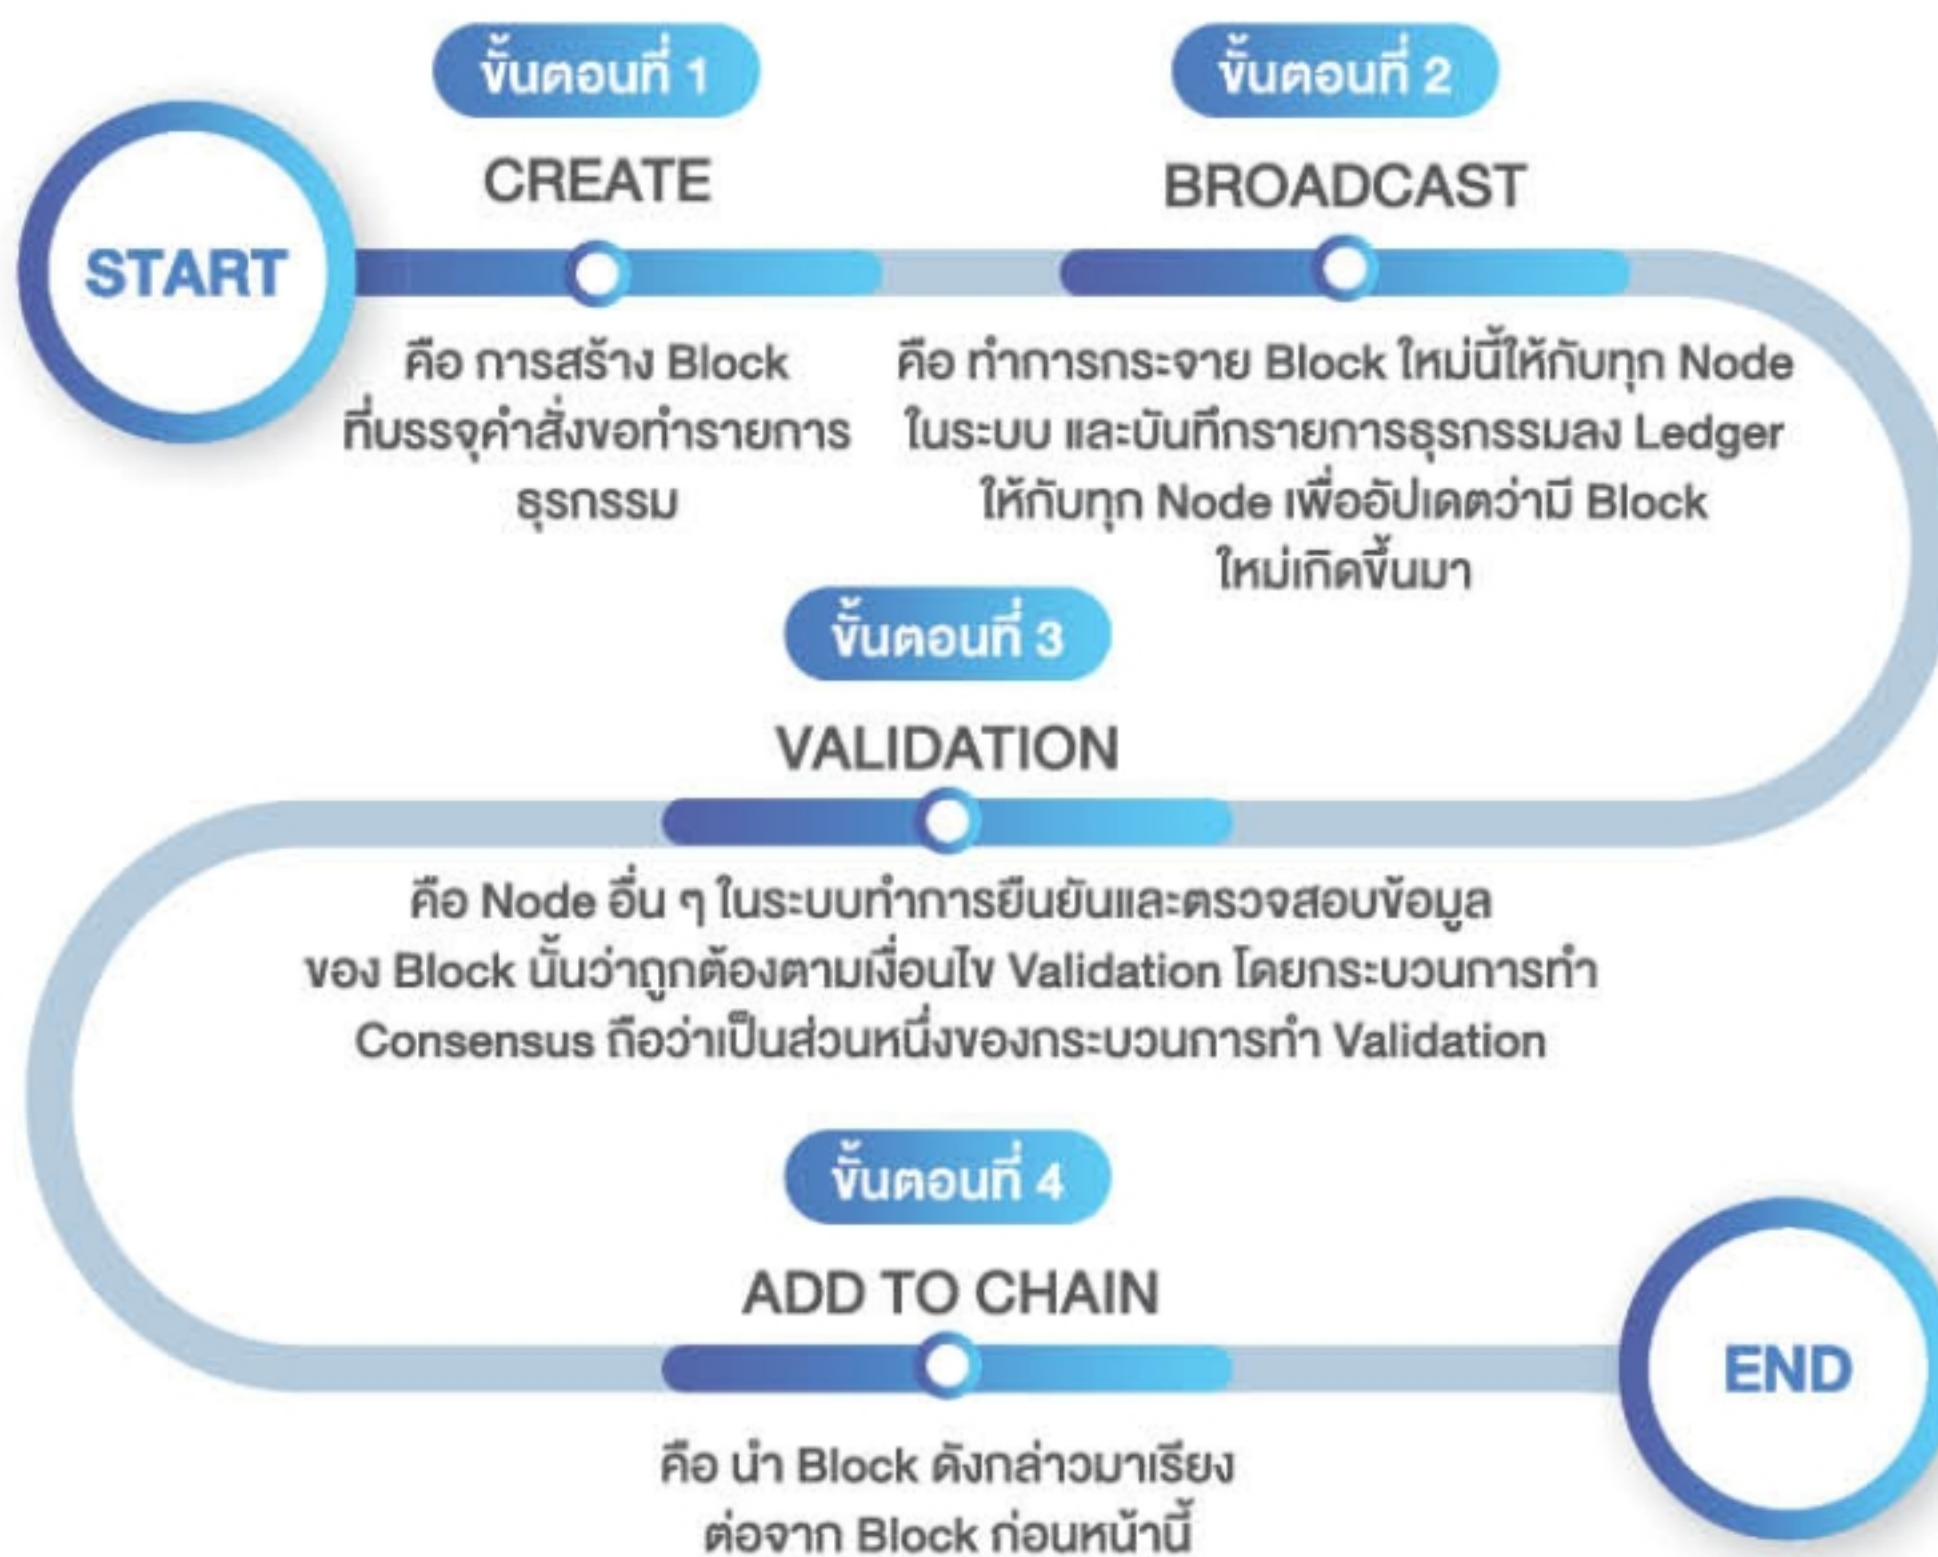 START
ขั้นตอนที่ 1
CREATE
คือ การสร้าง Block
ที่บรรจุคำสั่งขอทำรายการ
ธุรกรรม
ขั้นตอนที่ 2
BROADCAST
คือ ทำการกระจาย Block ใหม่นี้ให้กับทุก Node
ในระบบ และบันทึกรายการธุรกรรมลง Ledger
ให้กับทุก Node เพื่ออัปเดตว่ามี Block
ใหม่เกิดขึ้นมา
ขั้นตอนที่ 3
VALIDATION
คือ Node อื่น ๆ ในระบบทำการยืนยันและตรวจสอบข้อมูล
ของ Block นั้นว่าถูกต้องตามเงื่อนไข Validation โดยกระบวนการทำ
Consensus ถือว่าเป็นส่วนหนึ่งของกระบวนการทำ Validation
ขั้นตอนที่ 4
ADD TO CHAIN
คือ นำ Block ดังกล่าวมาเรียง
ต่อจาก Block ก่อนหน้านี้
END